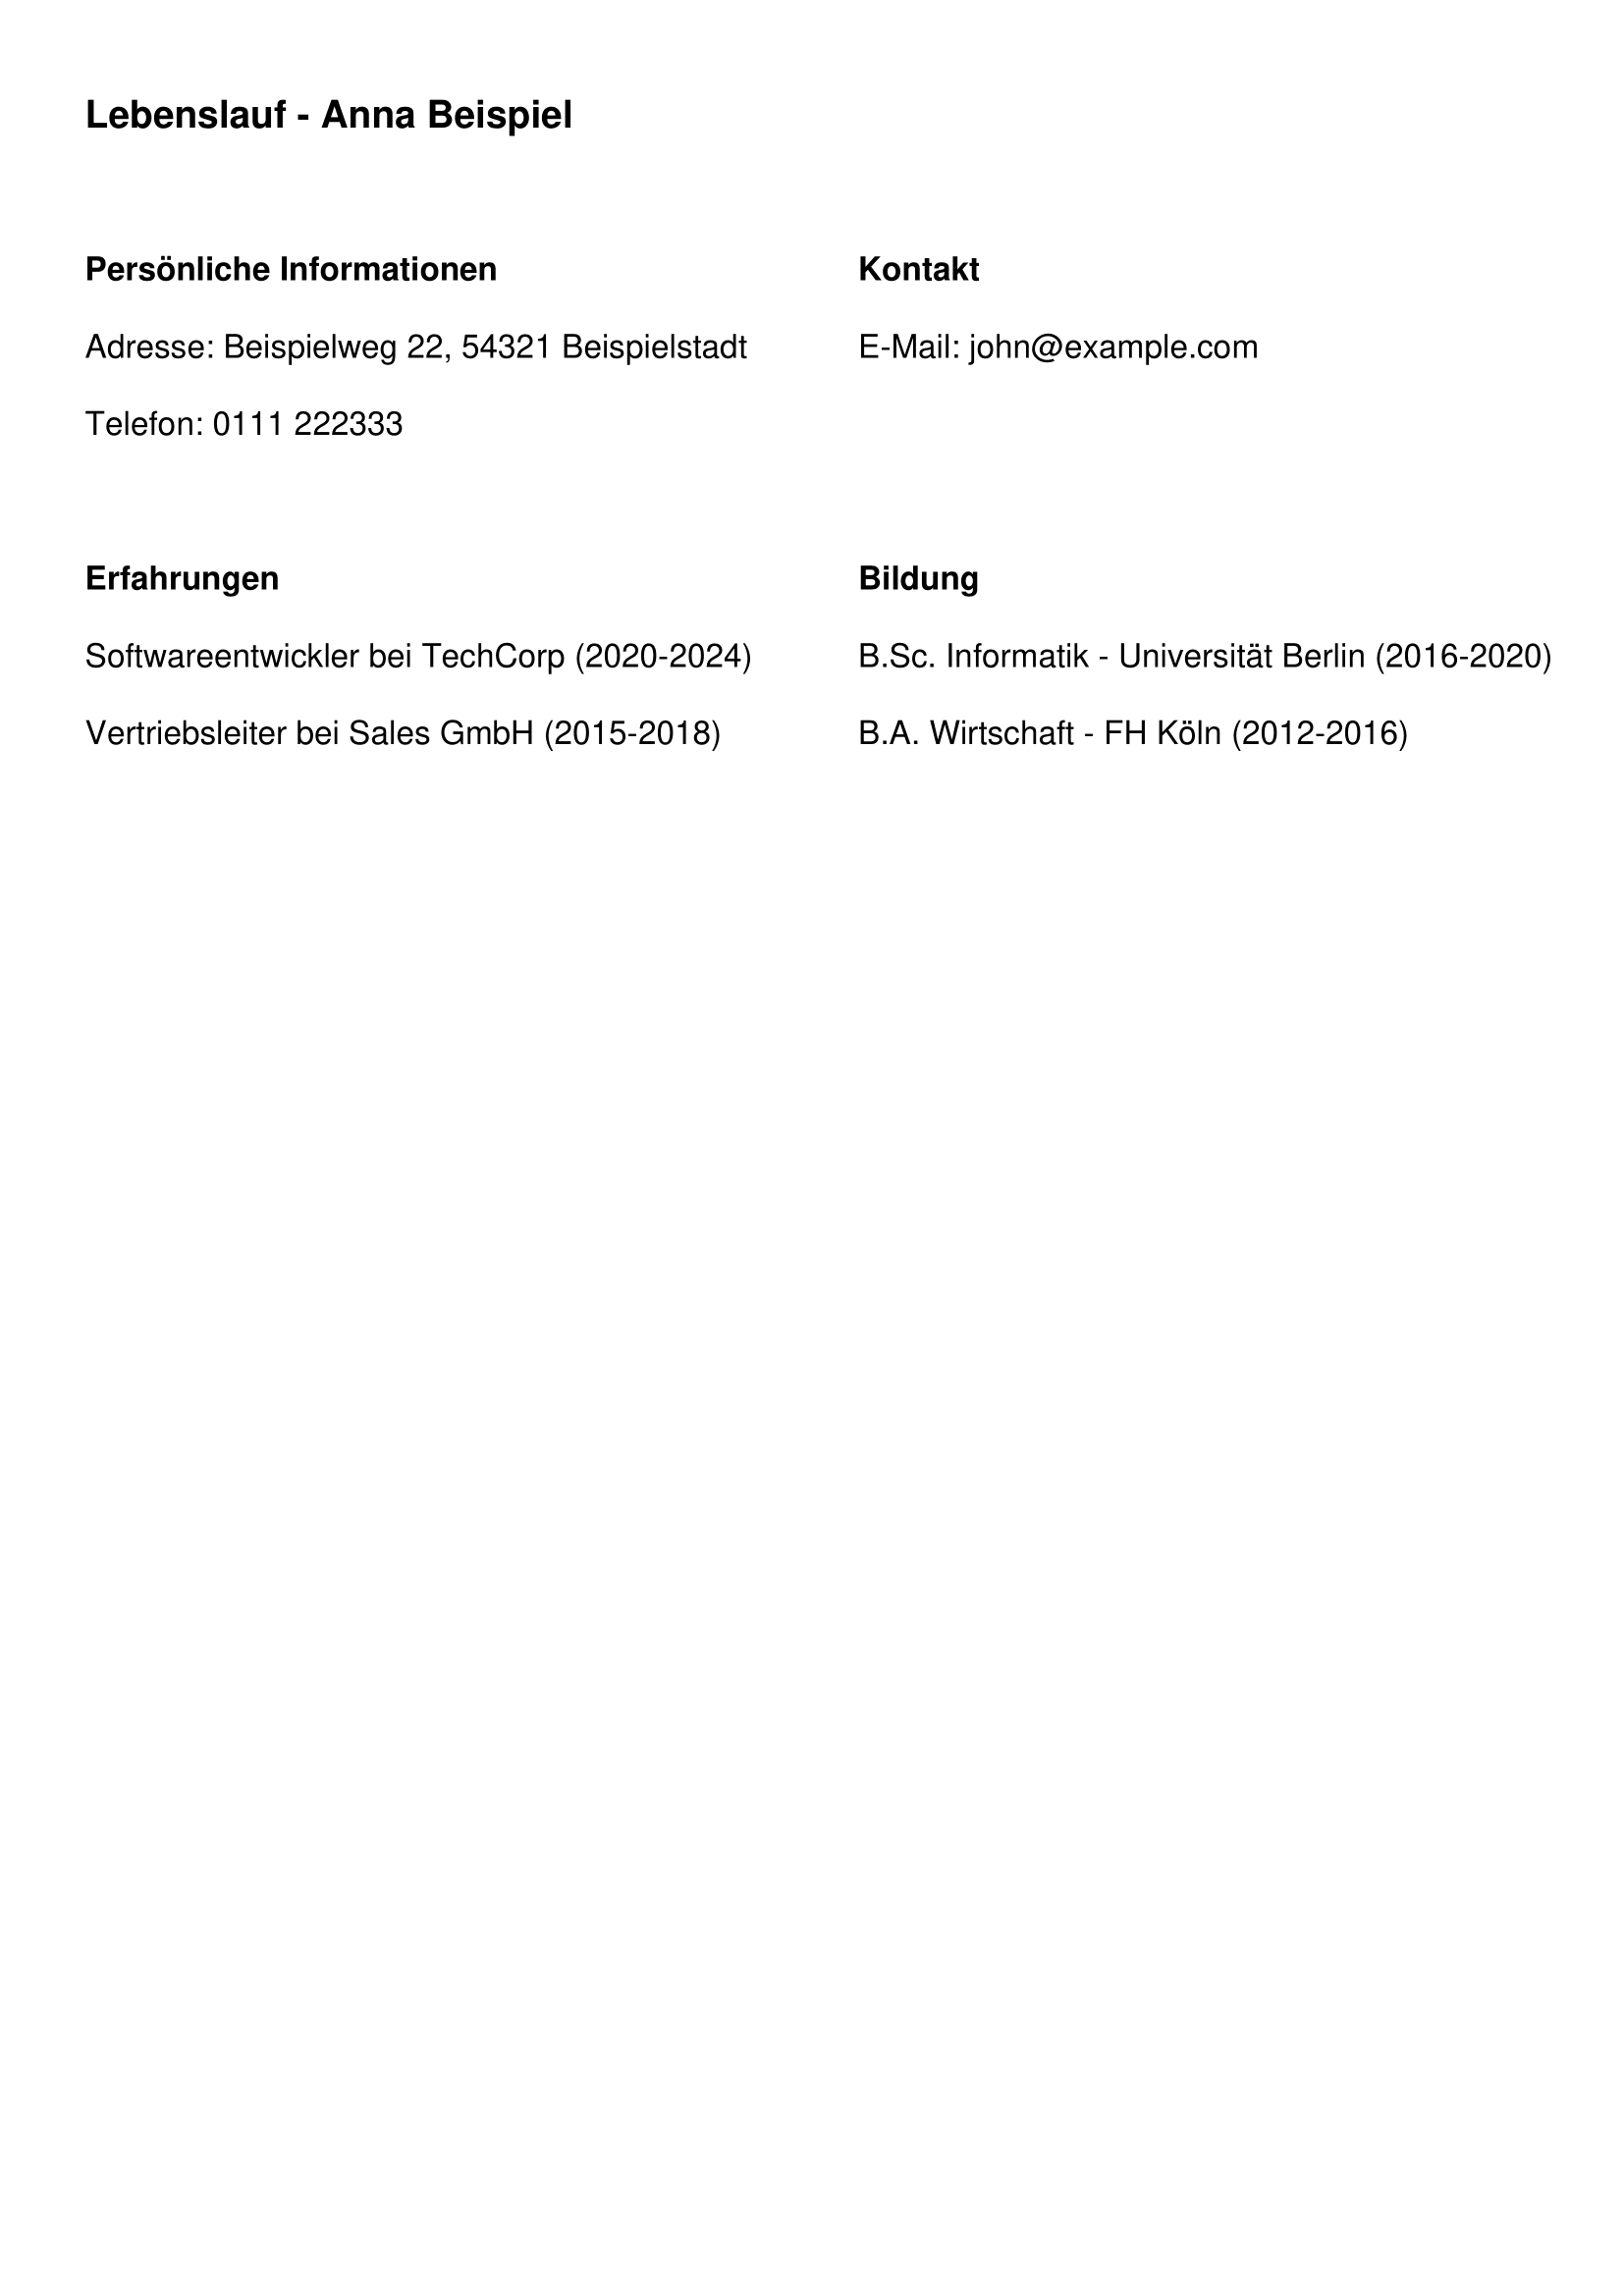 Lebenslauf - Anna Beispiel
Persönliche Informationen
Adresse: Beispielweg 22, 54321 Beispielstadt
Telefon: 0111 222333
Kontakt
E-Mail: john@example.com
Erfahrungen
Softwareentwickler bei TechCorp (2020-2024)
Vertriebsleiter bei Sales GmbH (2015-2018)
Bildung
B.Sc. Informatik - Universität Berlin (2016-2020)
B.A. Wirtschaft - FH Köln (2012-2016)